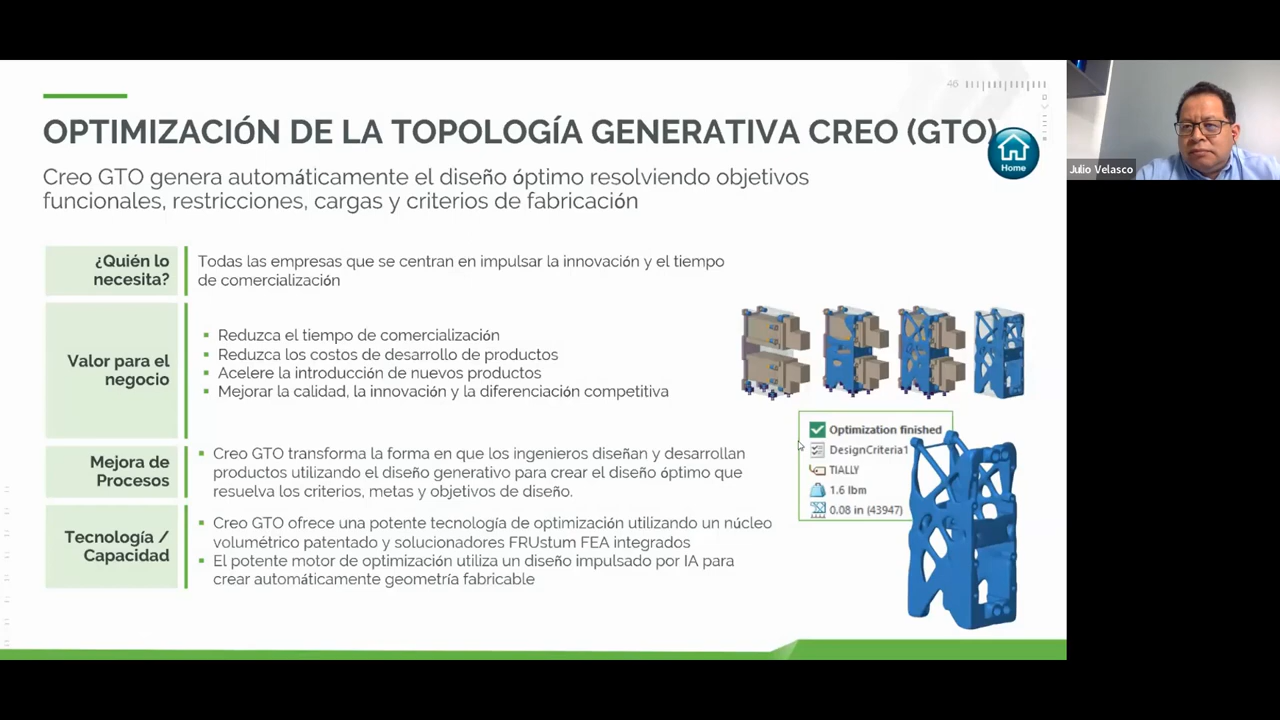 46
OPTIMIZACIÓN DE LA TOPOLOGÍA GENERATIVA CREO (GTO)
Home
Julio Velasco
Creo GTO genera automáticamente el diseño óptimo resolviendo objetivos
funcionales, restricciones, cargas y criterios de fabricación
¿Quién lo
necesita?
Todas las empresas que se centran en impulsar la innovación y el tiempo
de comercialización
Valor para el
negocio
▪ Reduzca el tiempo de comercialización
▪ Reduzca los costos de desarrollo de productos
▪ Acelere la introducción de nuevos productos
▪ Mejorar la calidad, la innovación y la diferenciación competitiva
Mejora de
Procesos
▪ Creo GTO transforma la forma en que los ingenieros diseñan y desarrollan
productos utilizando el diseño generativo para crear el diseño óptimo que
resuelva los criterios, metas y objetivos de diseño.
Tecnología /
Capacidad
▪ Creo GTO ofrece una potente tecnología de optimización utilizando un núcleo
volumétrico patentado y solucionadores FRUstum FEA integrados
▪ El potente motor de optimización utiliza un diseño impulsado por IA para
crear automáticamente geometría fabricable
Optimization finished
DesignCriteria1
TIALLY
1.6 lbm
0.08 in (43947)